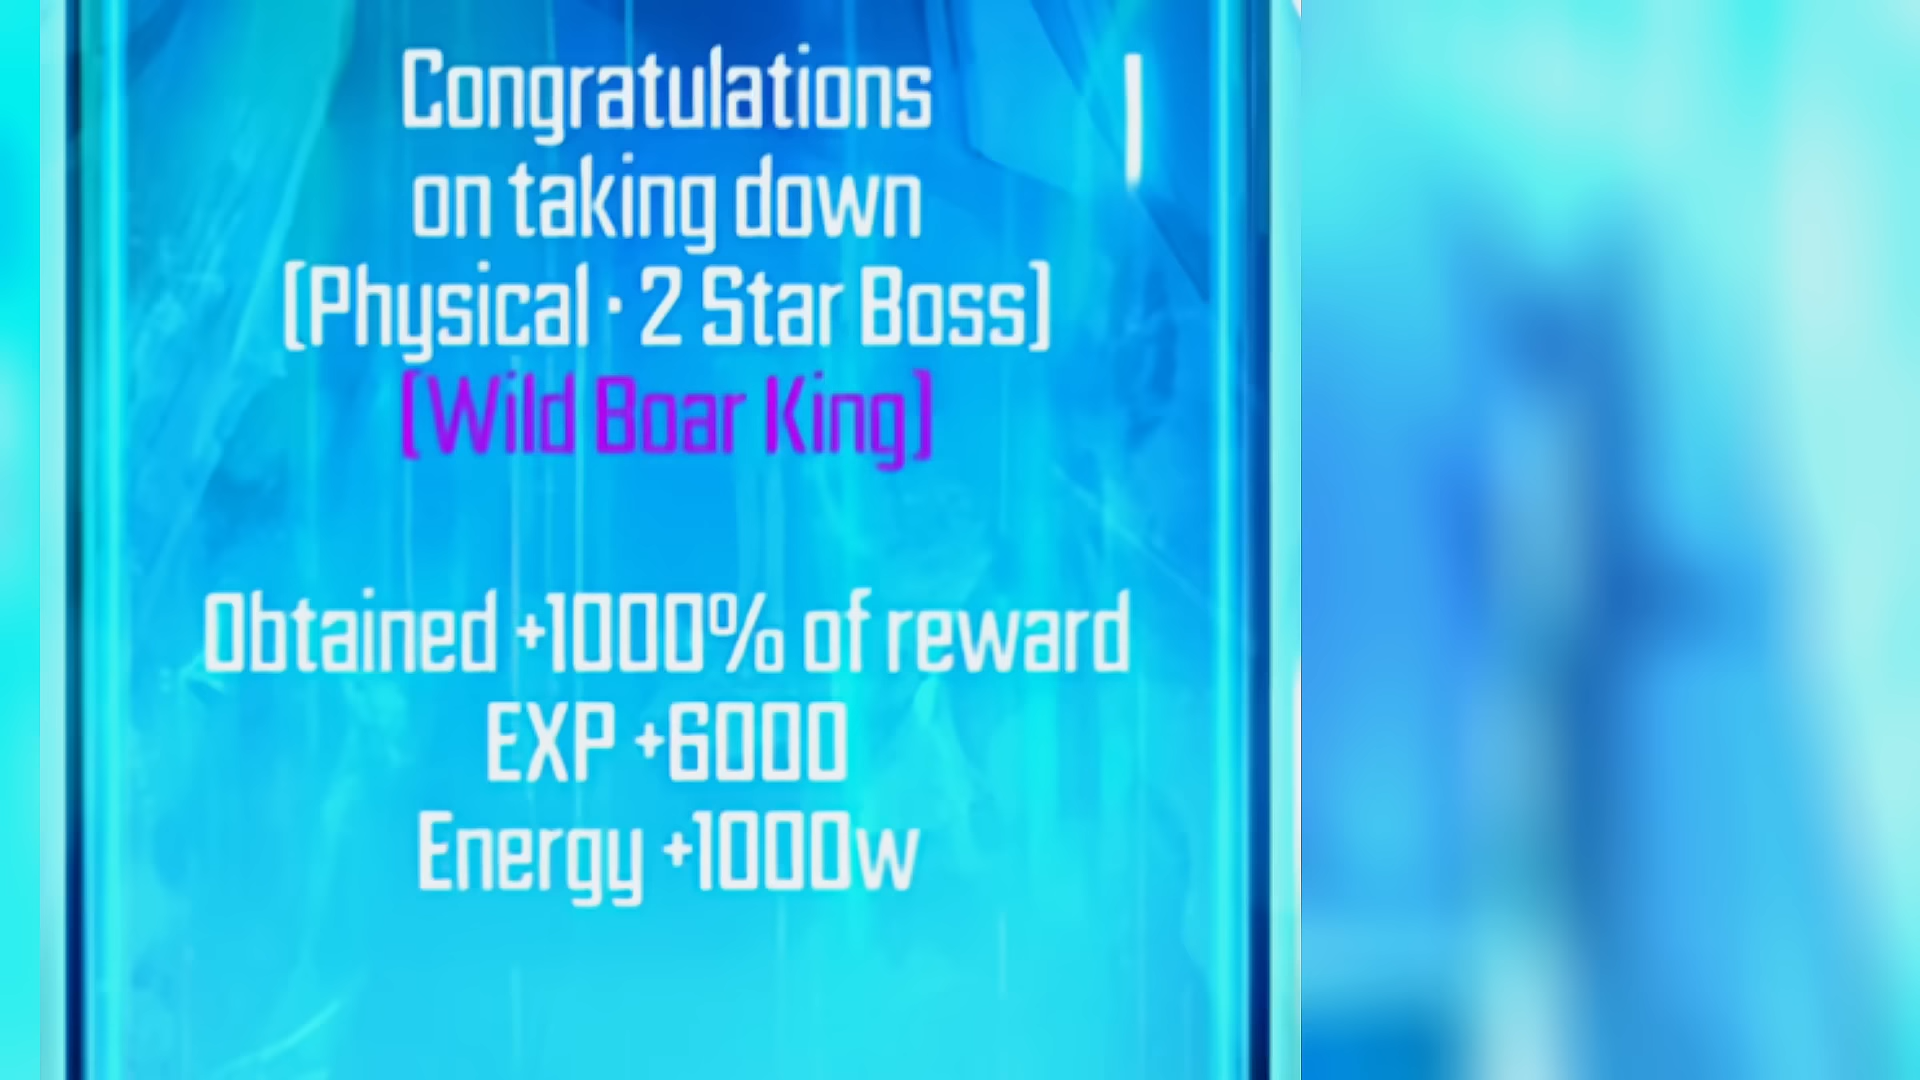 Congratulations
on taking down
[Physical · 2 Star Boss]
[Wild Boar King]
Obtained +1000% of reward
EXP +6000
Energy +1000w